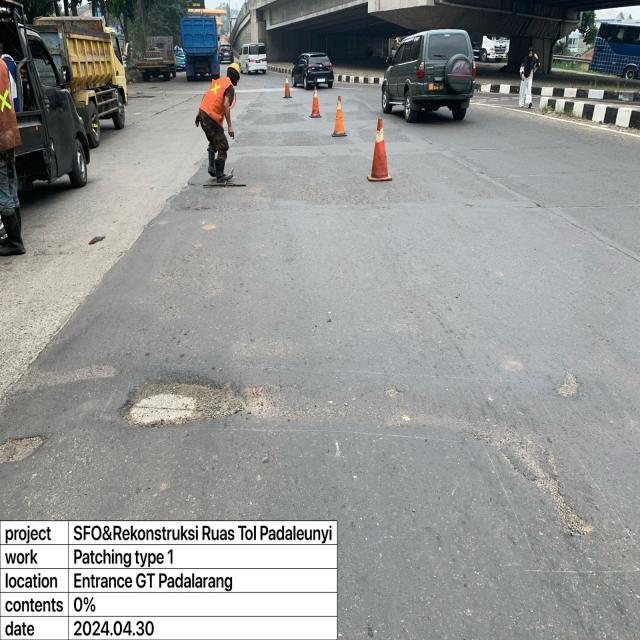 project SFO&Rekonstruksi Ruas Tol Padaleunyi
work Patching type 1
location Entrance GT Padalarang
contents 0%
date 2024.04.30